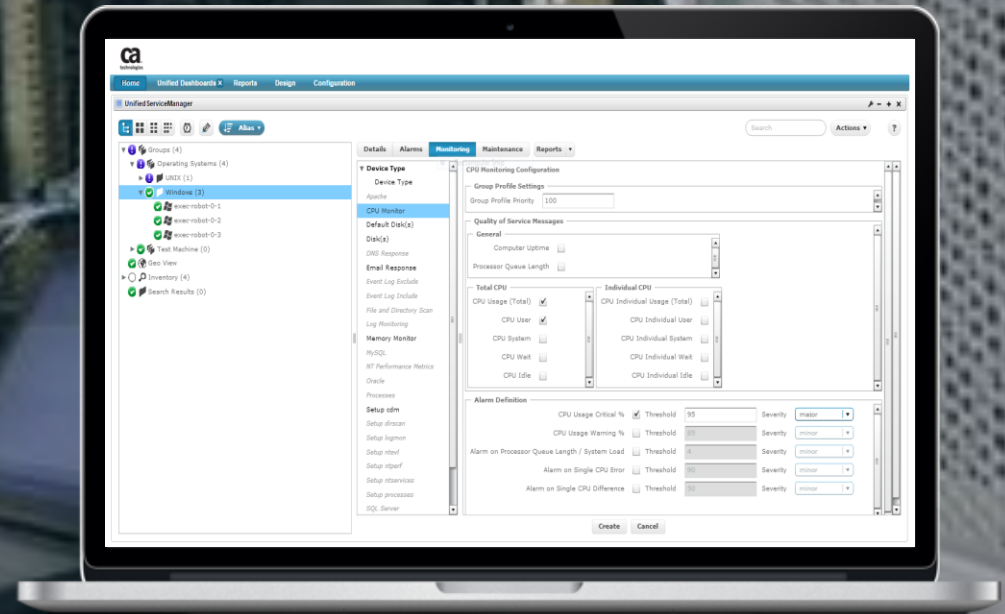 ca
technologies
Home Unified Dashboards x Reports Design Configuration
UnifiedServiceManager
Alias
Search
Actions
?
Groups (4)
Operating Systems (4)
UNIX (1)
Windows (3)
exec-robot-0-1
exec-robot-0-2
exec-robot-0-3
Test Machine (0)
Geo View
Inventory (4)
Search Results (0)
Details Alarms Monitoring Maintenance Reports
Device Type
Device Type
Apache
CPU Monitor
Default Disk(s)
Disk(s)
DNS Response
Email Response
Event Log Exclude
Event Log Include
File and Directory Scan
Log Monitoring
Memory Monitor
MySQL
NT Performance Metrics
Oracle
Processes
Setup cdm
Setup dirscan
Setup logmon
Setup ntevl
Setup ntperf
Setup ntservices
Setup processes
SQL Server
CPU Monitoring Configuration
Group Profile Settings
Group Profile Priority 100
Quality of Service Messages
General
Computer Uptime
Processor Queue Length
Total CPU
CPU Usage (Total)
CPU User
CPU System
CPU Wait
CPU Idle
Individual CPU
CPU Individual Usage (Total)
CPU Individual User
CPU Individual System
CPU Individual Wait
CPU Individual Idle
Alarm Definition
CPU Usage Critical % Threshold 95 Severity major
CPU Usage Warning % Threshold Severity minor
Alarm on Processor Queue Length / System Load Threshold 4 Severity minor
Alarm on Single CPU Error Threshold 90 Severity minor
Alarm on Single CPU Difference Threshold 50 Severity minor
Create Cancel